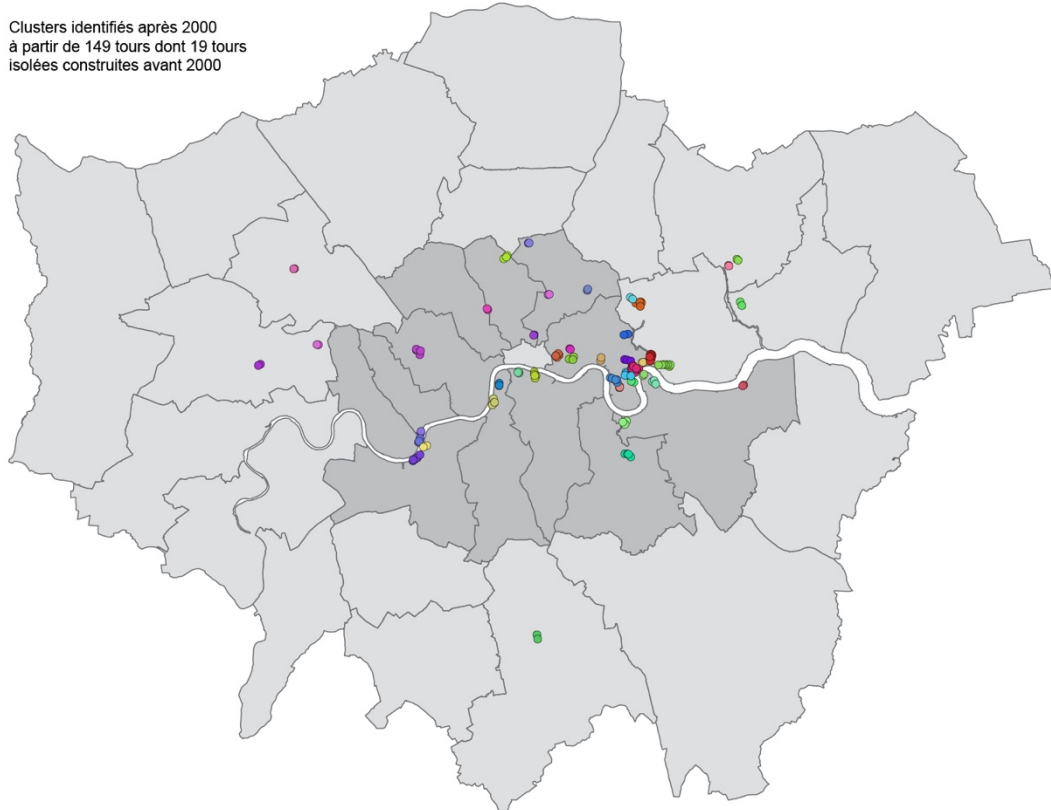 Clusters identifiés après 2000
à partir de 149 tours dont 19 tours
isolées construites avant 2000